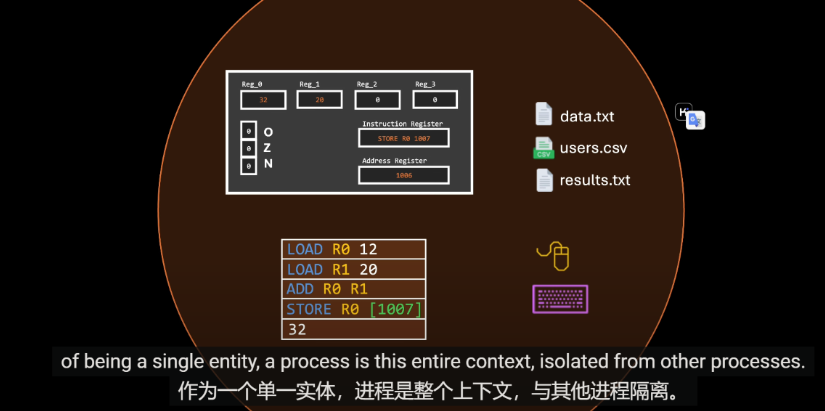 Reg_0 Reg_1 Reg_2 Reg_3
32 20 0 0
0 O
0 Z
0 N
Instruction Register
STORE R0 1007
Address Register
1006
data.txt
CSV users.csv
results.txt
LOAD R0 12
LOAD R1 20
ADD R0 R1
STORE R0 [1007]
32
of being a single entity, a process is this entire context, isolated from other processes.
作为一个单一实体，进程是整个上下文，与其他进程隔离。